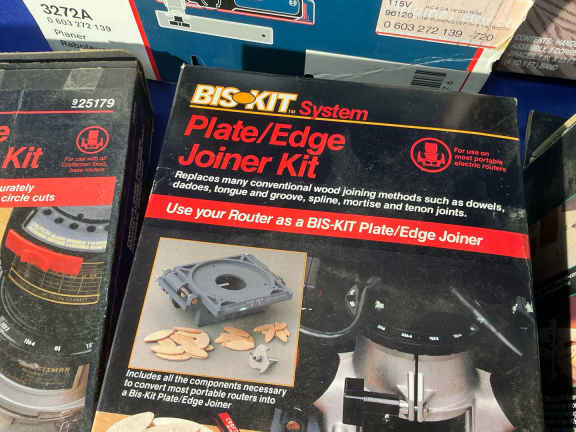 3272A
0 603 272 139
Planer
115V
96120
0 603 272 139 -720
925179
Kit
For use with all
urately
circle cuts
BIS-KIT™ System
Plate/Edge
Joiner Kit
For use on
most portable
electric routers
Replaces many conventional wood joining methods such as dowels,
dadoes, tongue and groove, spline, mortise and tenon joints.
Use your Router as a BIS-KIT Plate/Edge Joiner
Includes all the components necessary
to convert most portable routers into
a Bis-Kit Plate/Edge Joiner